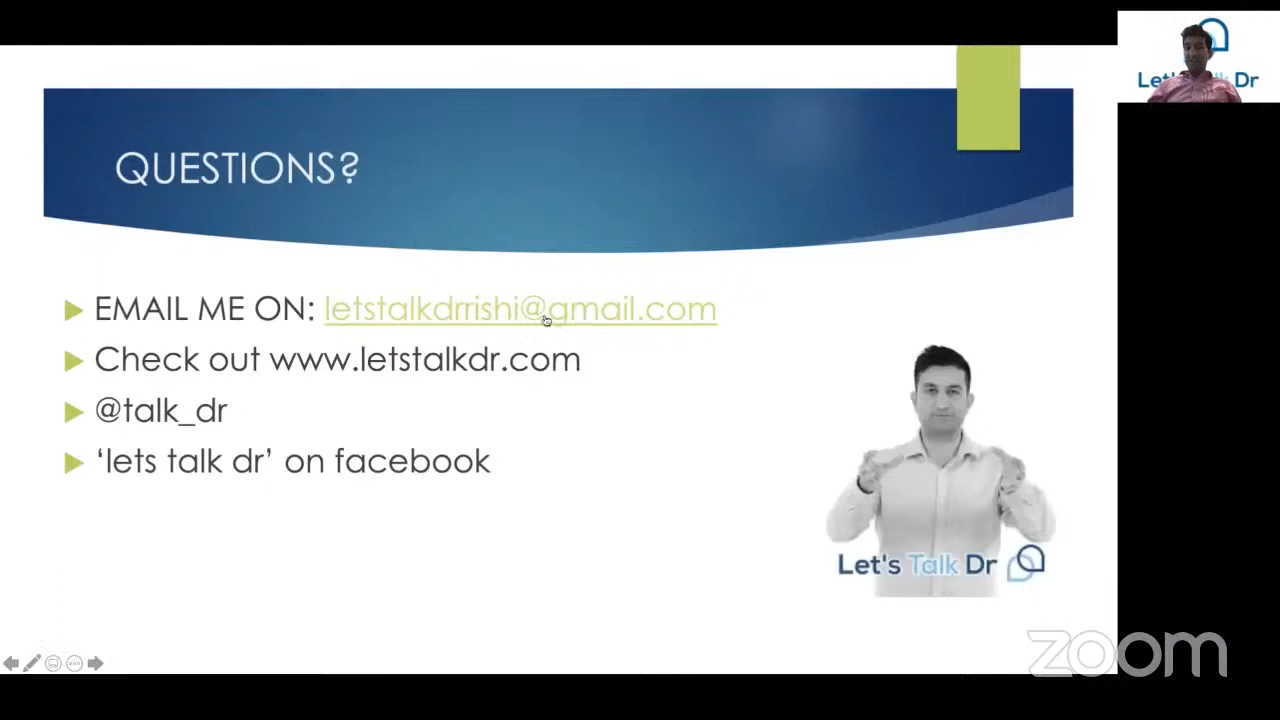 QUESTIONS?
EMAIL ME ON: letstalkdrrishi@gmail.com
Check out www.letstalkdr.com
@talk_dr
‘lets talk dr’ on facebook
Let's Talk Dr
zoom